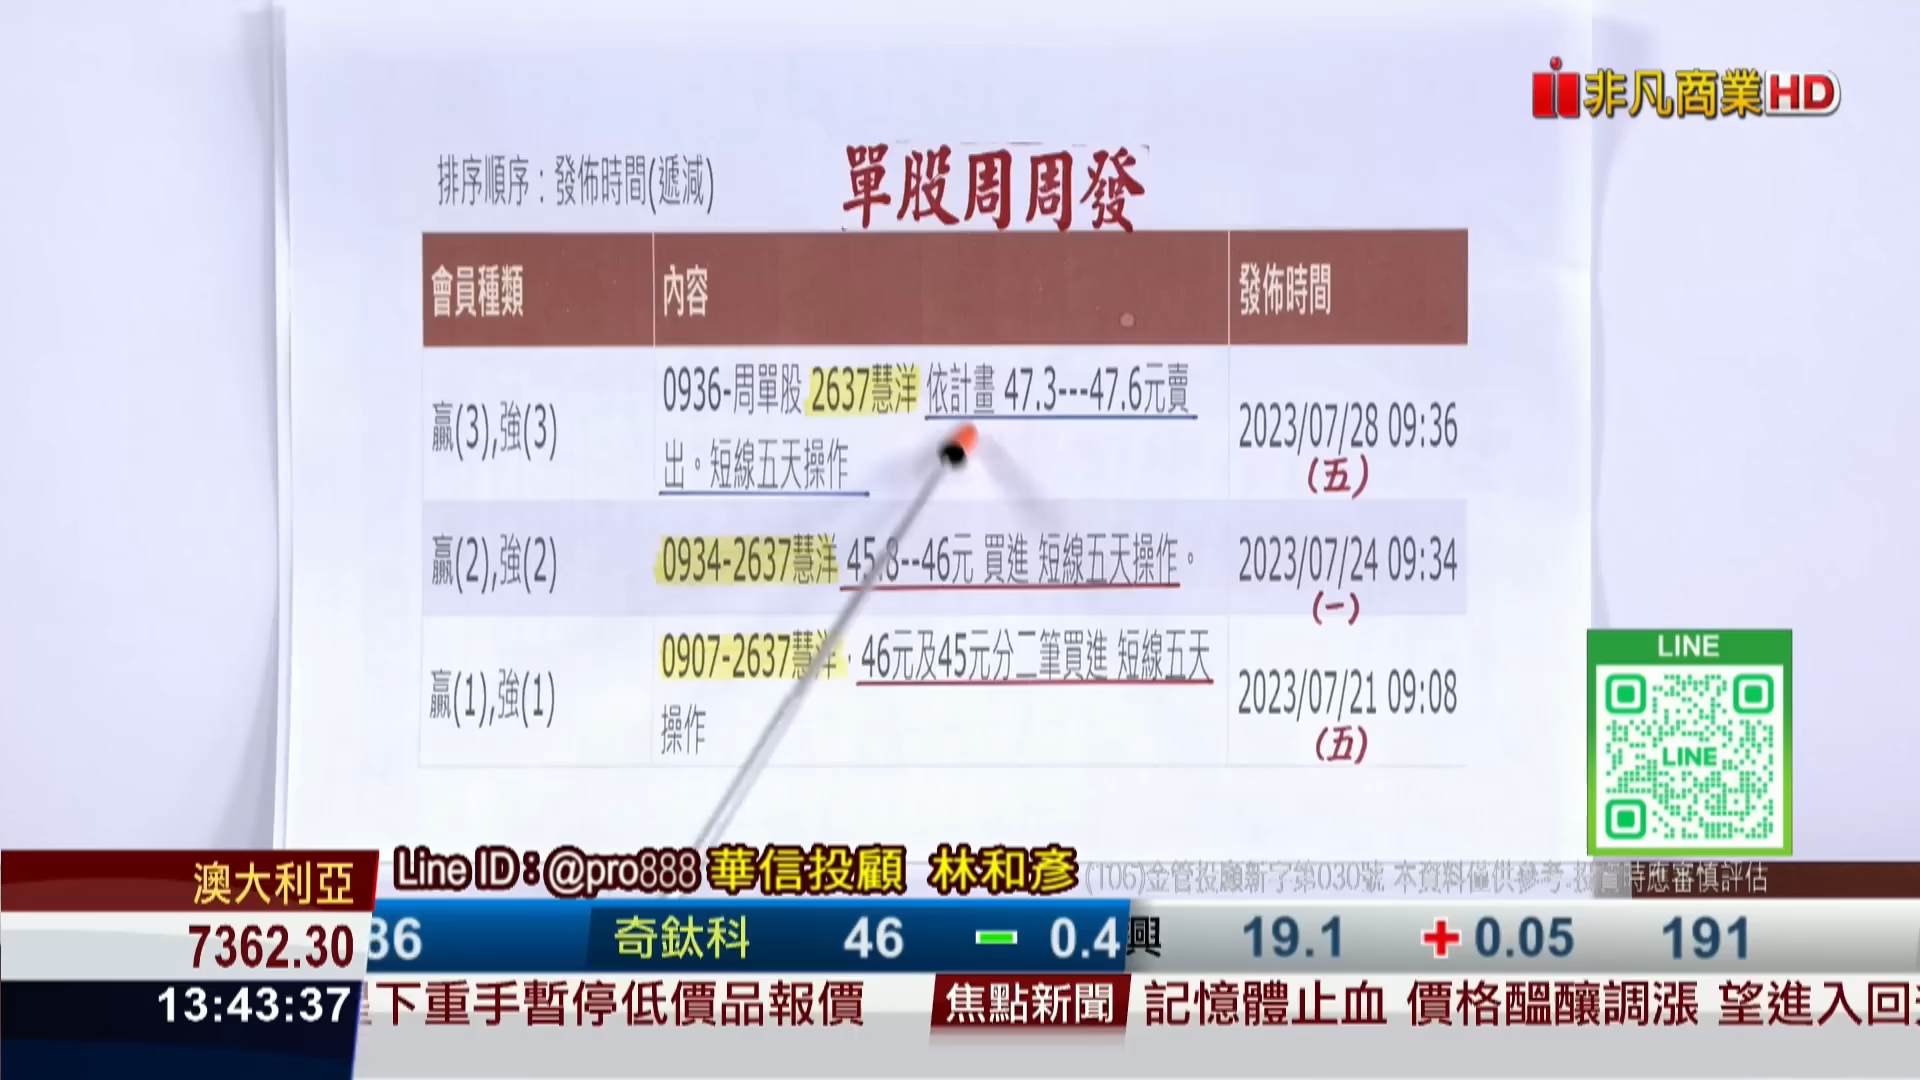 非凡商業HD
排序順序：發佈時間(遞減)
單股周周發
會員種類
內容
發佈時間
贏(3),強(3)
0936-周單股 2637慧洋 依計畫 47.3---47.6元賣
出。短線五天操作
2023/07/28 09:36
(五)
贏(2),強(2)
0934-2637慧洋 45.8--46元 買進 短線五天操作。
2023/07/24 09:34
(一)
贏(1),強(1)
0907-2637慧洋，46元及45元分二筆買進 短線五天
操作
2023/07/21 09:08
(五)
LINE
LINE
Line ID：@pro888 華信投顧 林和彥
(106)金管投顧新字第030號 本資料僅供參考.投資時應審慎評估
澳大利亞
7362.30
13:43:37
86 奇鈦科 46 － 0.4 興 19.1 + 0.05 191
下重手暫停低價品報價 焦點新聞 記憶體止血 價格醞釀調漲 望進入回